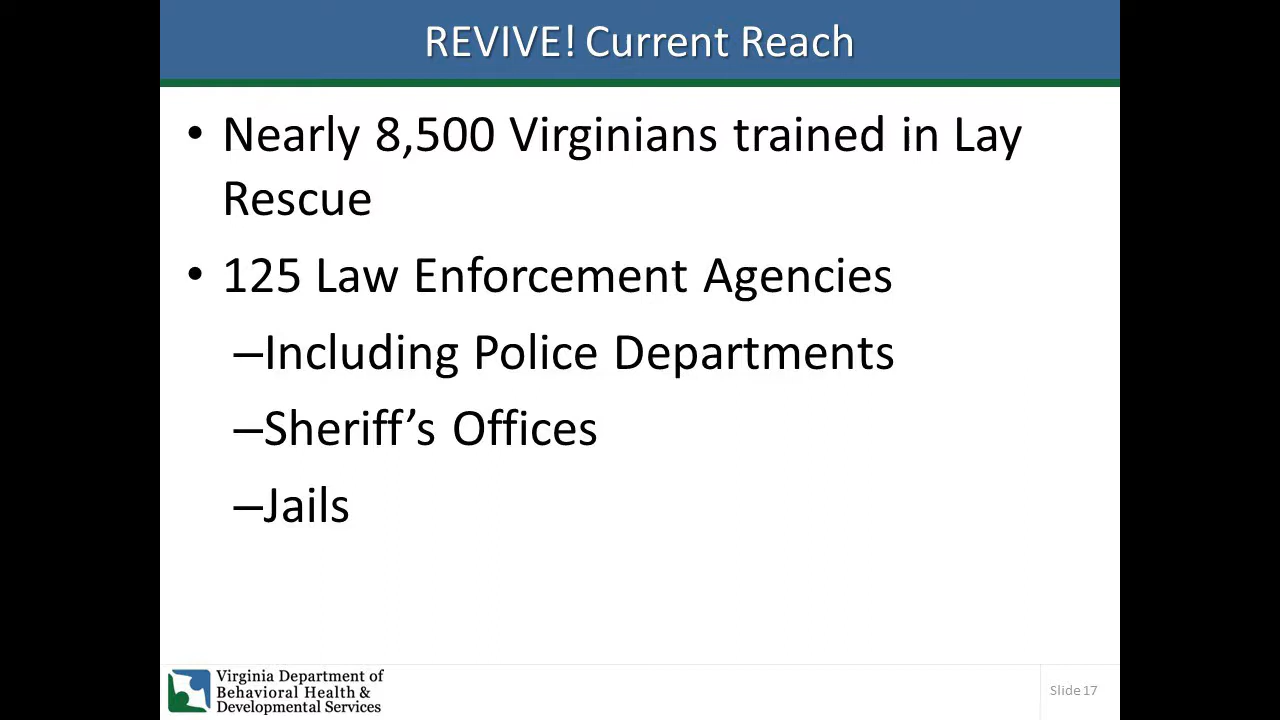 REVIVE! Current Reach
• Nearly 8,500 Virginians trained in Lay
Rescue
• 125 Law Enforcement Agencies
–Including Police Departments
–Sheriff’s Offices
–Jails
Virginia Department of
Behavioral Health &
Developmental Services
Slide 17